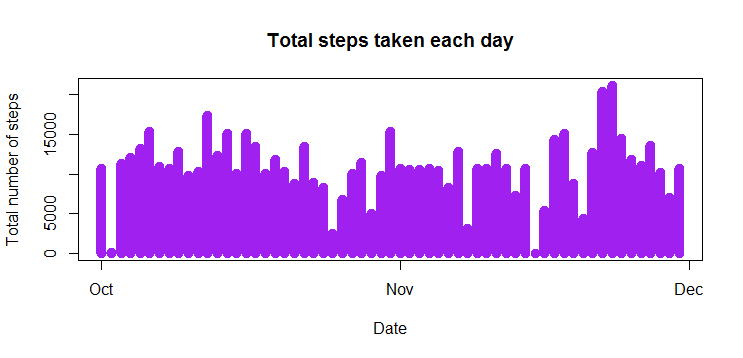 Total steps taken each day
Total number of steps
15000
5000
0
Oct
Nov
Dec
Date